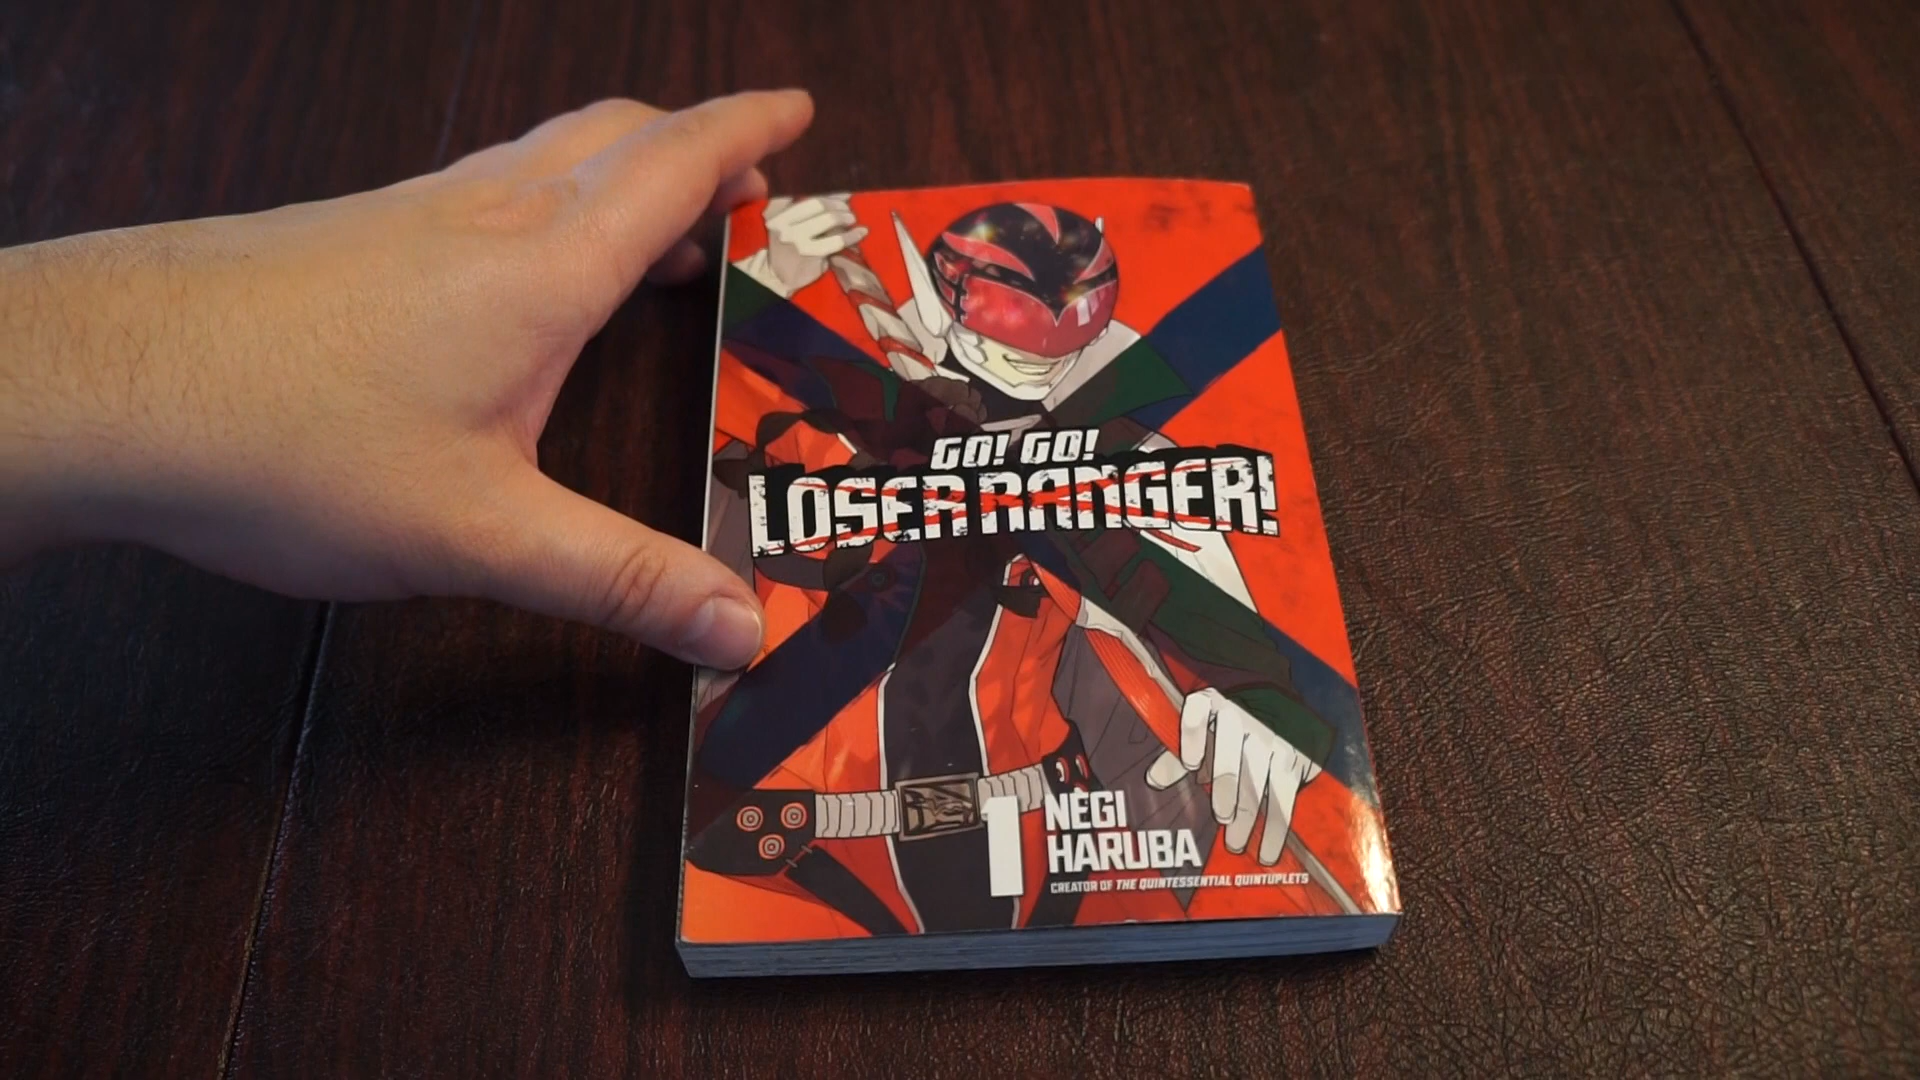 GO! GO!
LOSER RANGER!
1
NEGI
HARUBA
CREATOR OF THE QUINTESSENTIAL QUINTUPLETS